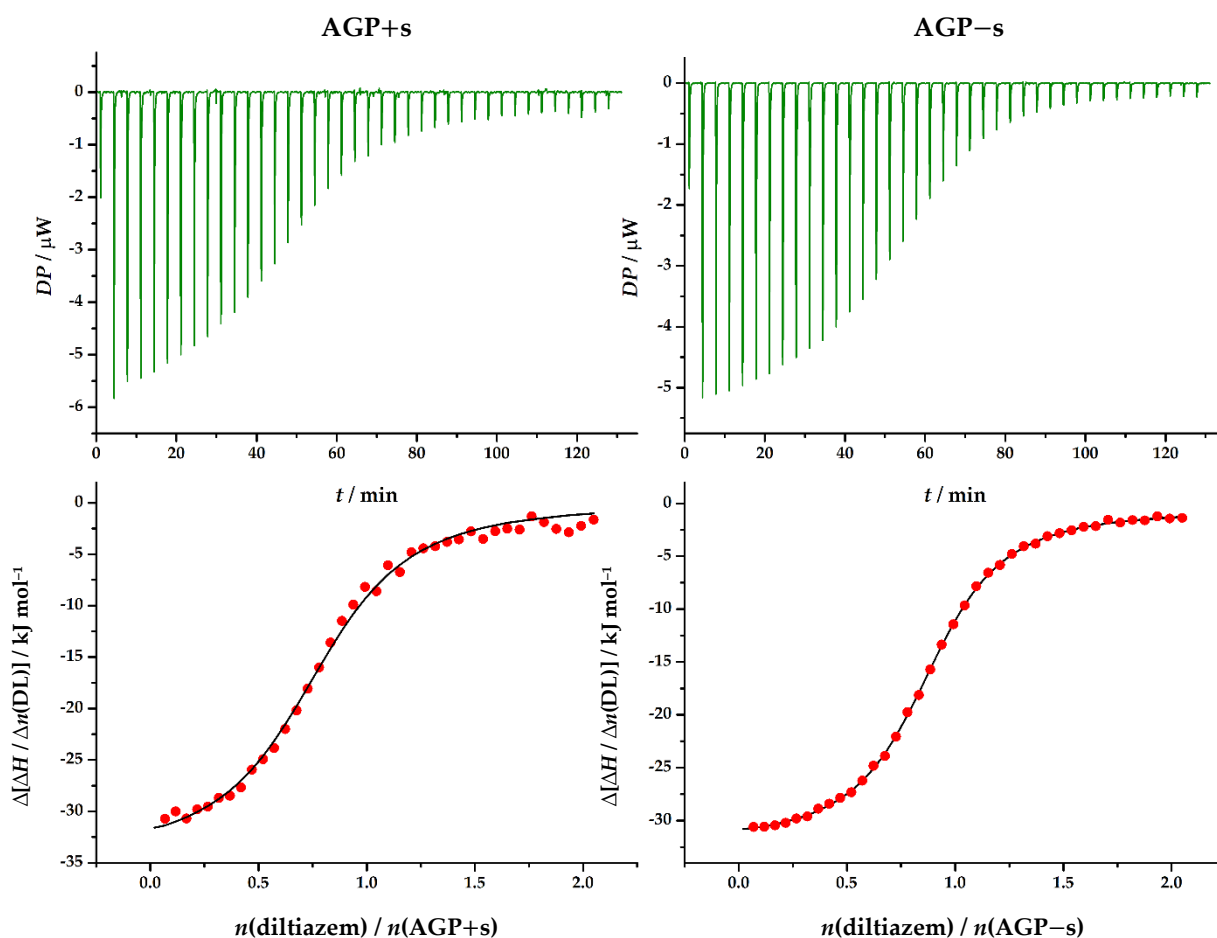 AGP+s
AGP−s
DP / μW
0
-1
-2
-3
-4
-5
-6
0 20 40 60 80 100 120
t / min
DP / μW
0
-1
-2
-3
-4
-5
0 20 40 60 80 100 120
t / min
Δ[ΔH / Δn(DL)] / kJ mol⁻¹
0
-5
-10
-15
-20
-25
-30
-35
0.0 0.5 1.0 1.5 2.0
n(diltiazem) / n(AGP+s)
Δ[ΔH / Δn(DL)] / kJ mol⁻¹
0
-5
-10
-15
-20
-25
-30
0.0 0.5 1.0 1.5 2.0
n(diltiazem) / n(AGP−s)